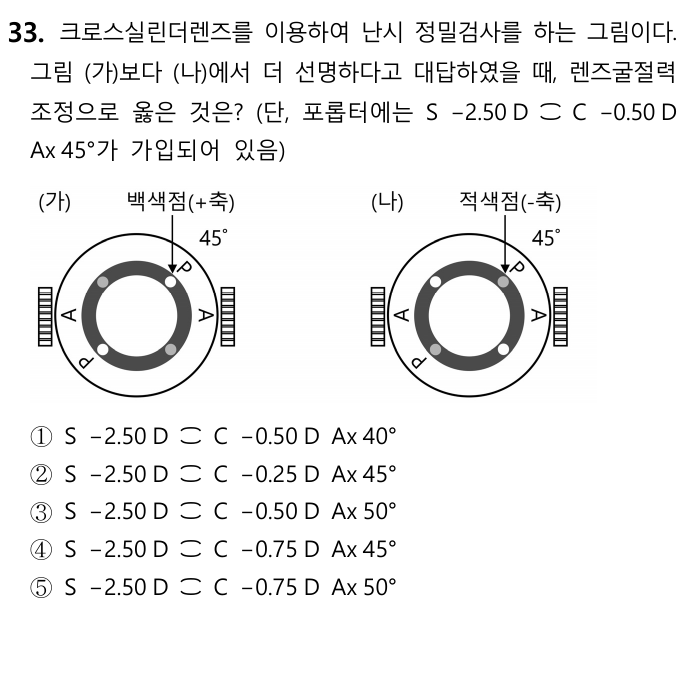 33. 크로스실린더렌즈를 이용하여 난시 정밀검사를 하는 그림이다.
그림 (가)보다 (나)에서 더 선명하다고 대답하였을 때, 렌즈굴절력
조정으로 옳은 것은? (단, 포롭터에는 S －2.50 D ⊂ C －0.50 D
Ax 45°가 가입되어 있음)
(가) 백색점(+축) (나) 적색점(-축)
45° 45°
P P
A A A A
P P
① S －2.50 D ⊂ C －0.50 D Ax 40°
② S －2.50 D ⊂ C －0.25 D Ax 45°
③ S －2.50 D ⊂ C －0.50 D Ax 50°
④ S －2.50 D ⊂ C －0.75 D Ax 45°
⑤ S －2.50 D ⊂ C －0.75 D Ax 50°